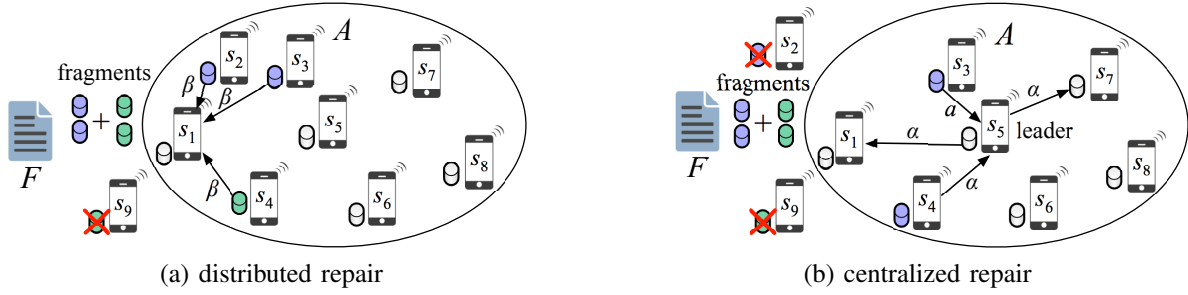 A
s2
s3
s7
fragments
β
β
F
+
s1
s5
s8
β
s9
s4
s6
(a) distributed repair
s2
A
s3
s7
fragments
α
a
F
+
s1
α
s5
leader
s8
α
s9
s4
s6
(b) centralized repair